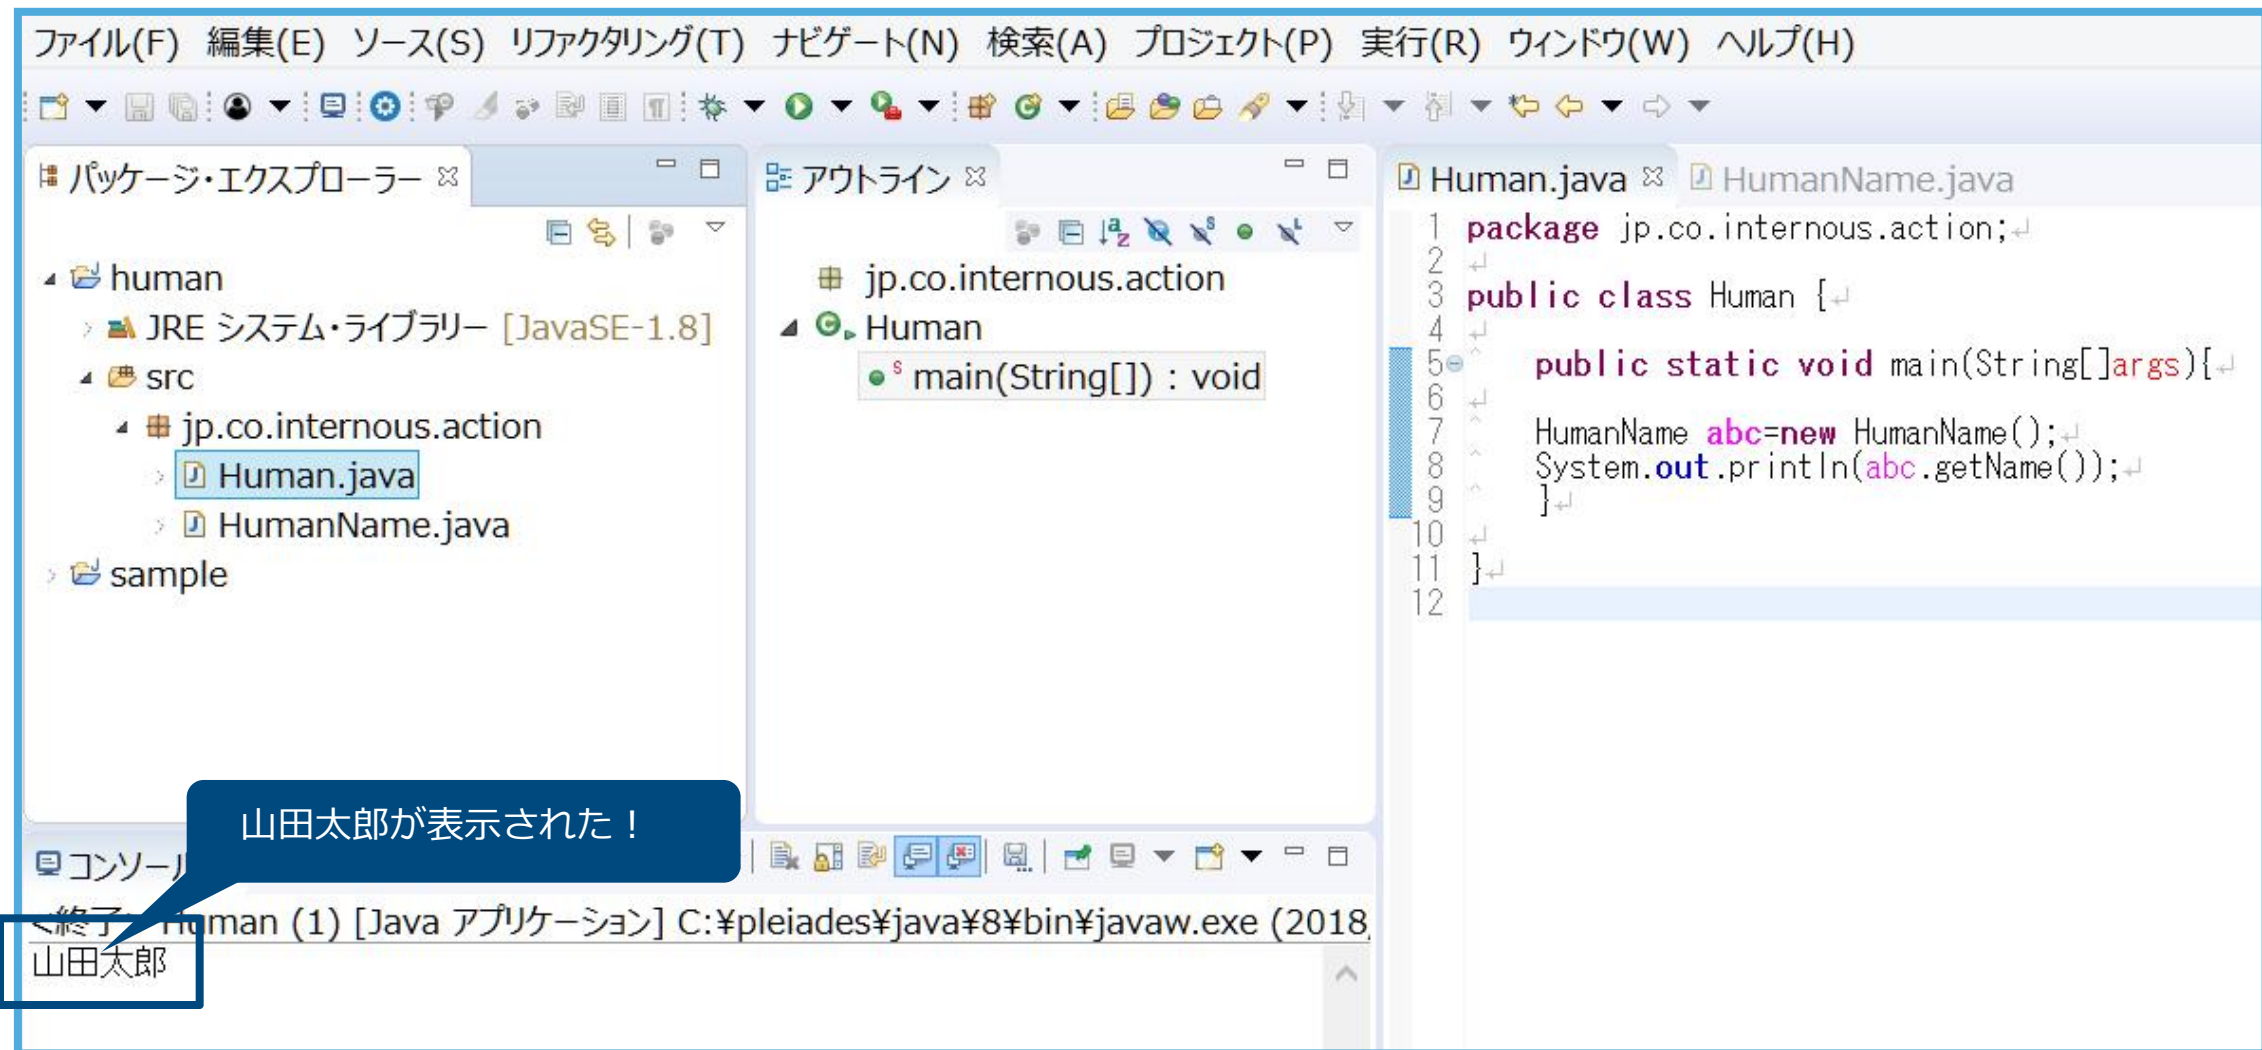 ファイル(F) 編集(E) ソース(S) リファクタリング(T) ナビゲート(N) 検索(A) プロジェクト(P) 実行(R) ウィンドウ(W) ヘルプ(H)
パッケージ・エクスプローラー
human
JRE システム・ライブラリー [JavaSE-1.8]
src
jp.co.internous.action
Human.java
HumanName.java
sample
アウトライン
jp.co.internous.action
Human
main(String[]) : void
Human.java HumanName.java
1 package jp.co.internous.action;
2
3 public class Human {
4
5 public static void main(String[]args){
6
7 HumanName abc=new HumanName();
8 System.out.println(abc.getName());
9 }
10
11 }
12
山田太郎が表示された！
コンソール
<終了> Human (1) [Java アプリケーション] C:¥pleiades¥java¥8¥bin¥javaw.exe (2018
山田太郎